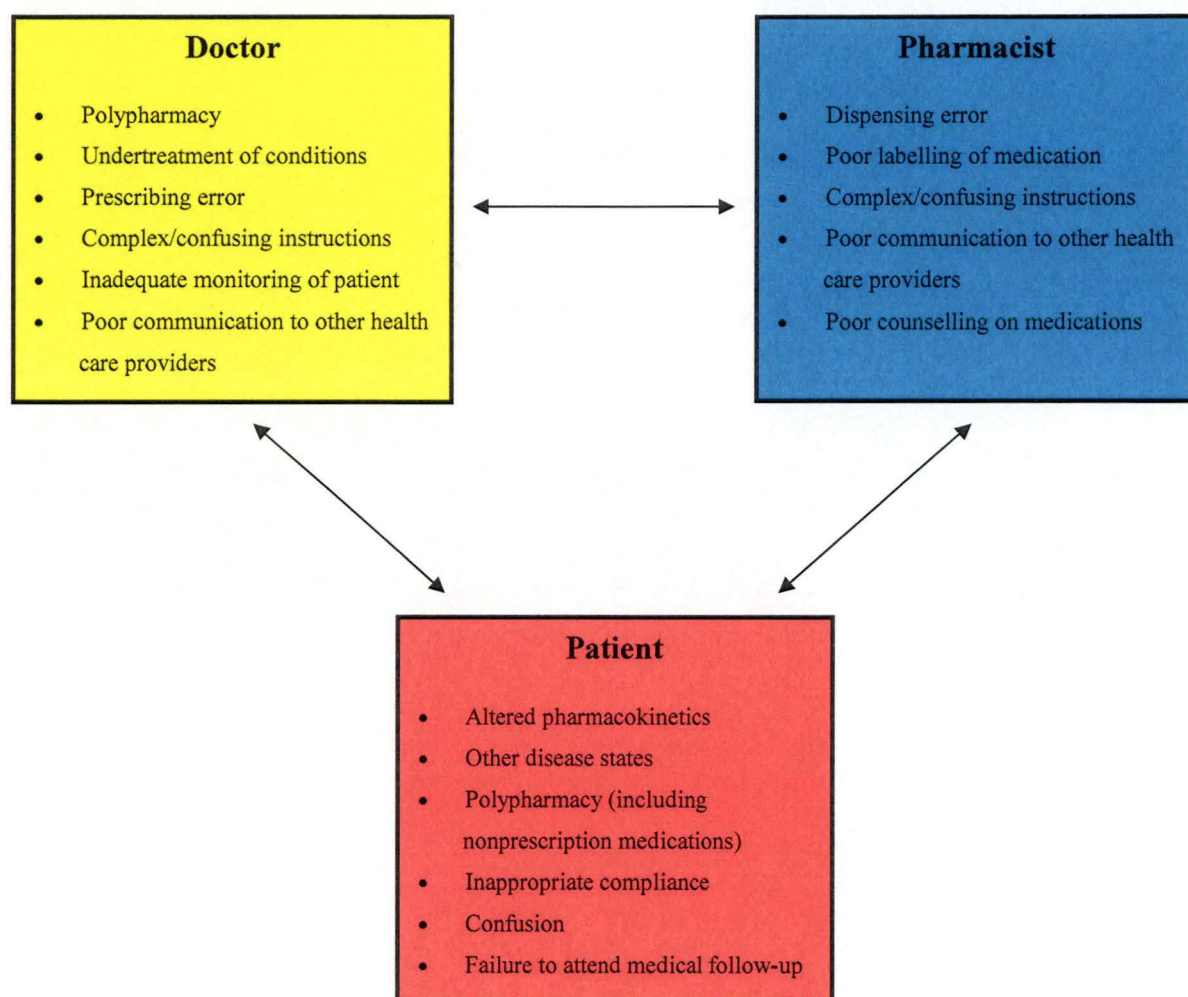 Doctor
• Polypharmacy
• Undertreatment of conditions
• Prescribing error
• Complex/confusing instructions
• Inadequate monitoring of patient
• Poor communication to other health
care providers
Pharmacist
• Dispensing error
• Poor labelling of medication
• Complex/confusing instructions
• Poor communication to other health
care providers
• Poor counselling on medications
Patient
• Altered pharmacokinetics
• Other disease states
• Polypharmacy (including
nonprescription medications)
• Inappropriate compliance
• Confusion
• Failure to attend medical follow-up